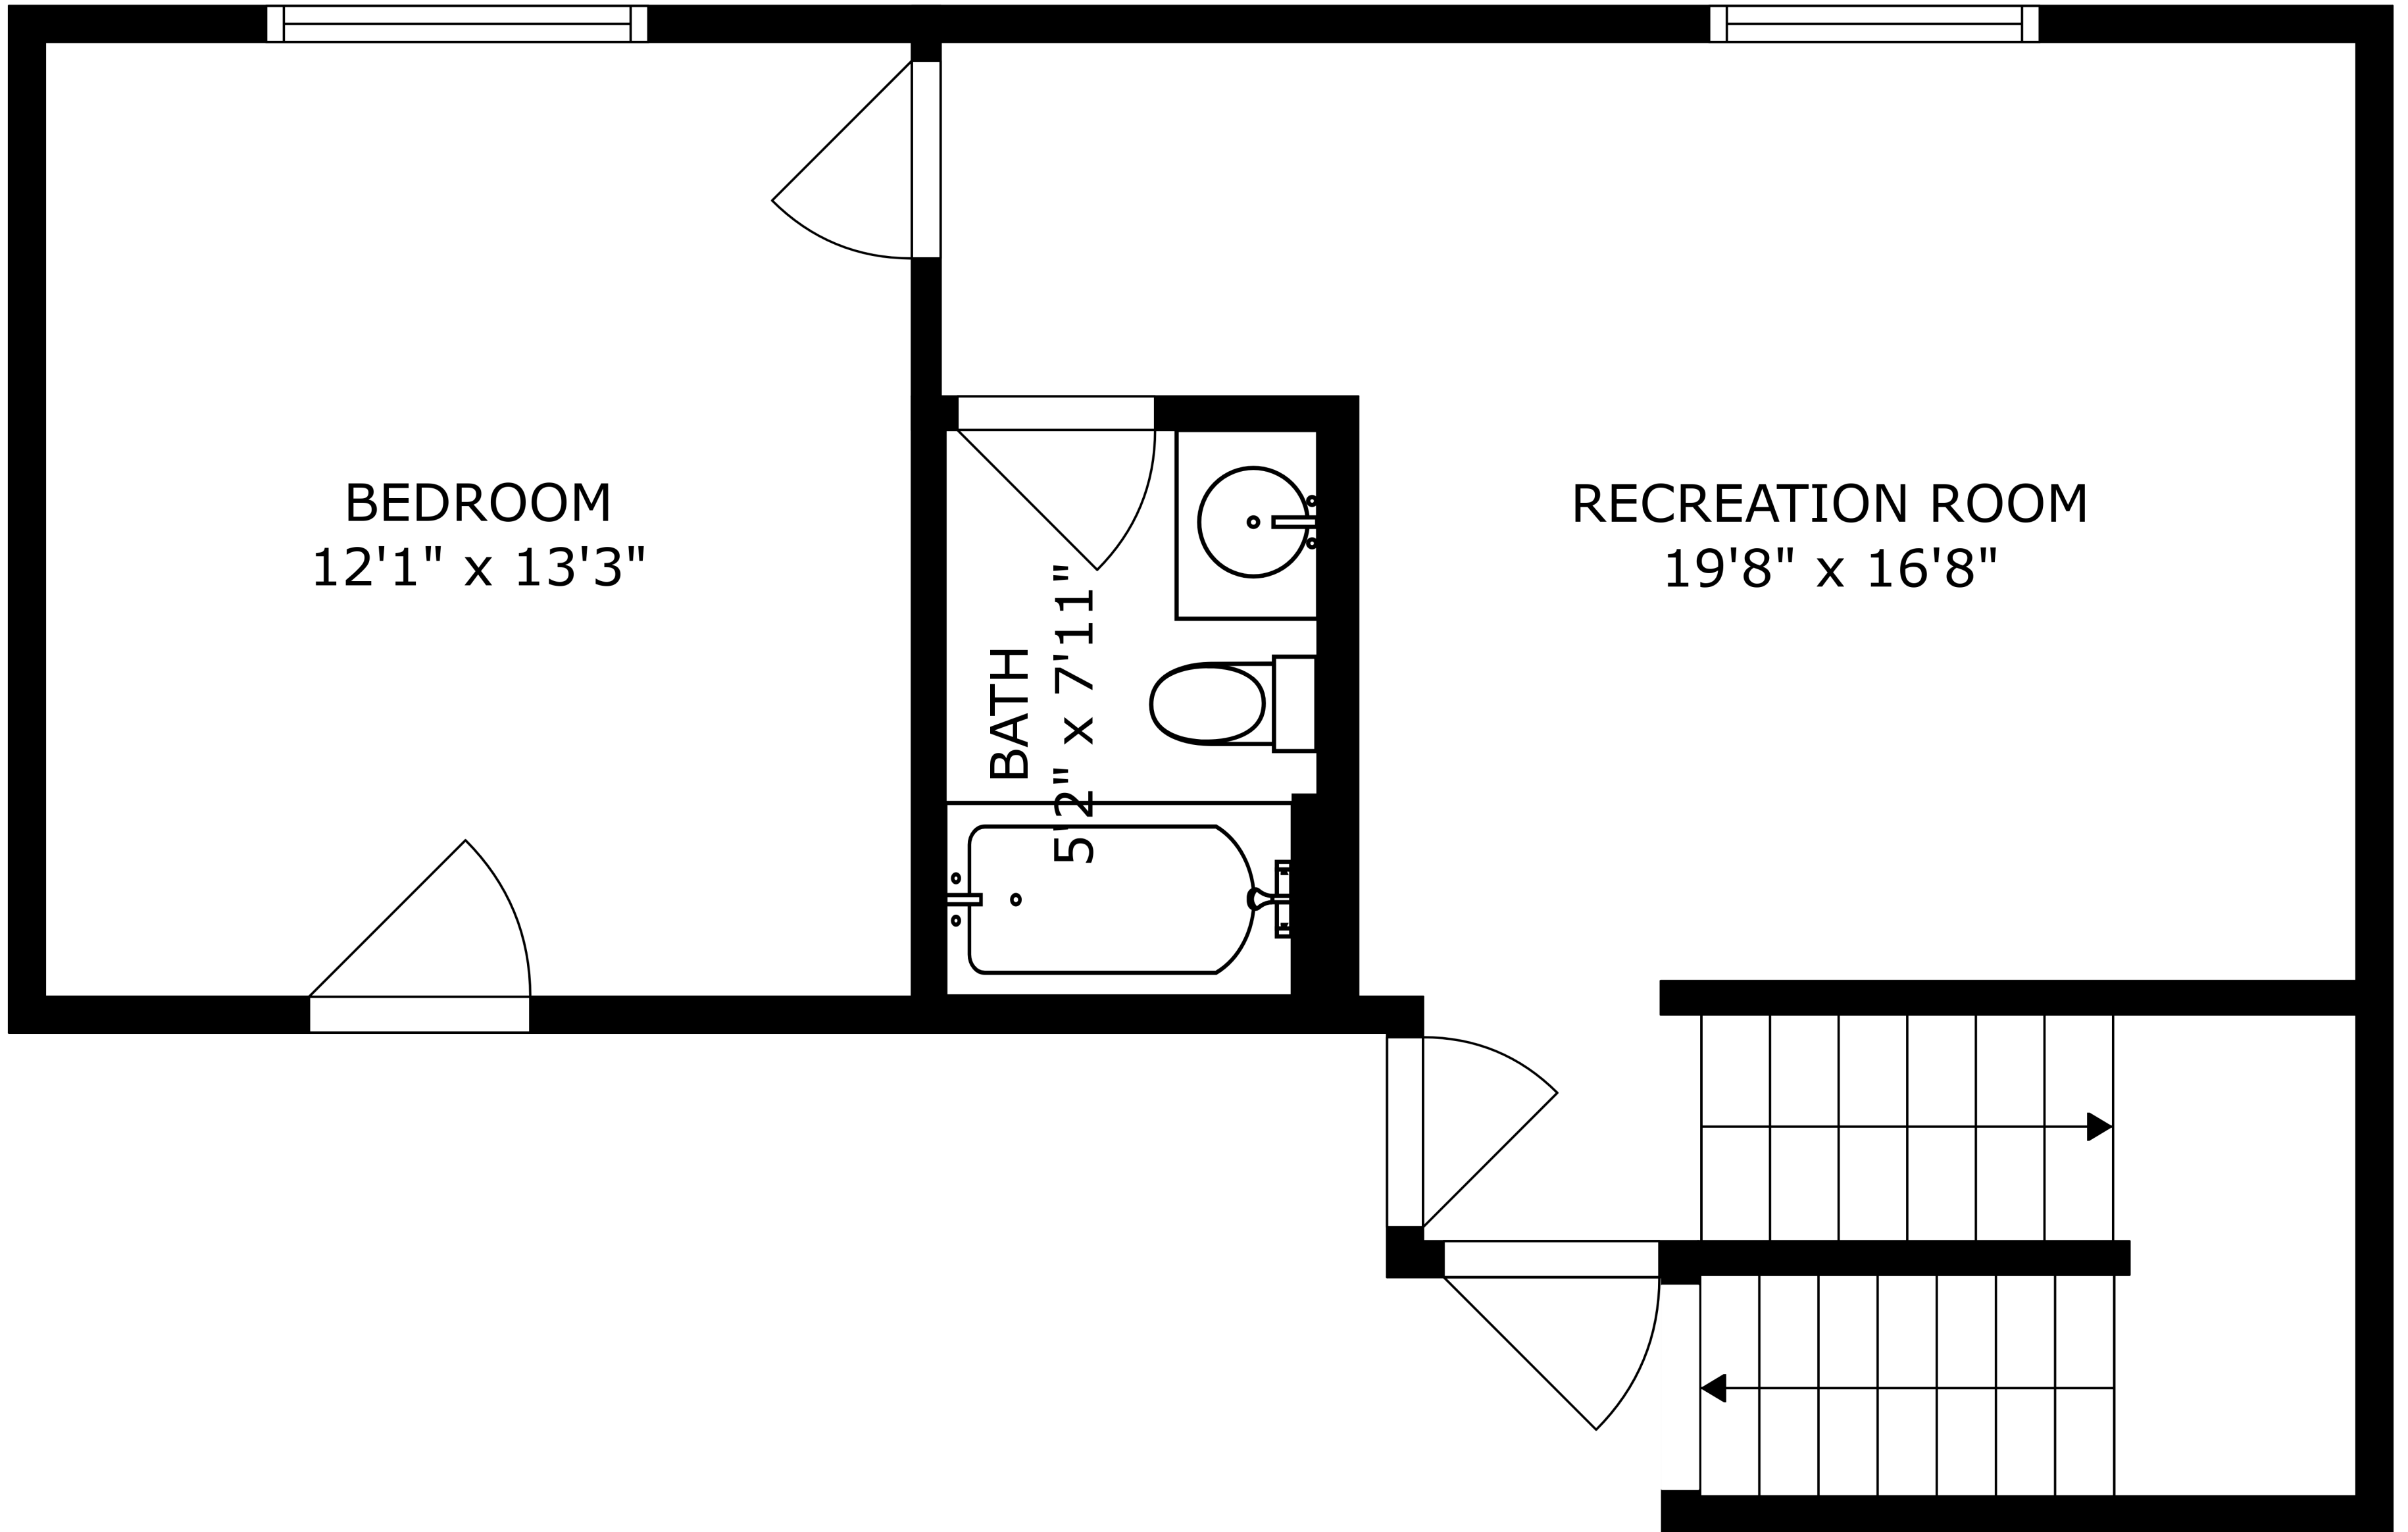 BEDROOM
12'1" x 13'3"
BATH
5'2" x 7'11"
RECREATION ROOM
19'8" x 16'8"